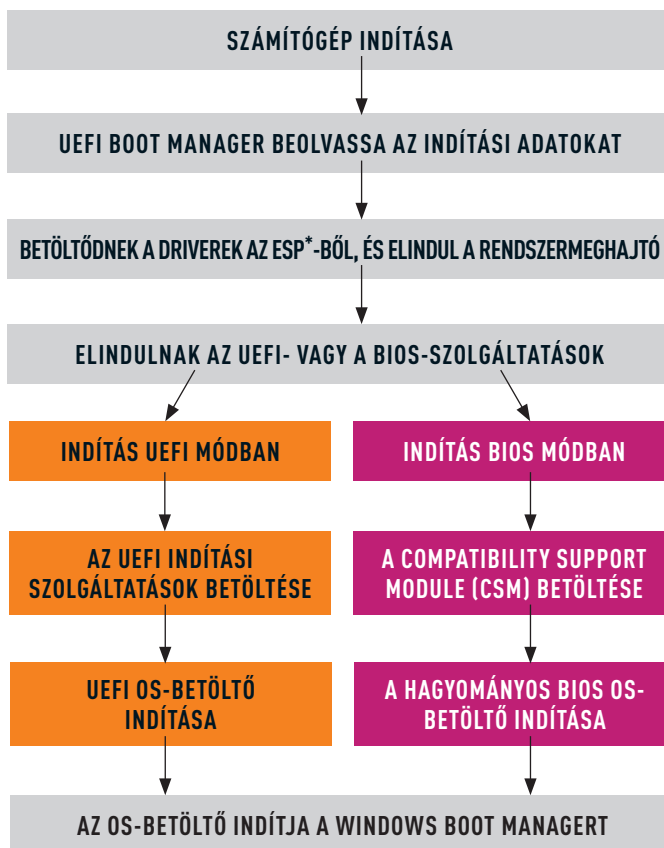 SZÁMÍTÓGÉP INDÍTÁSA
UEFI BOOT MANAGER BEOLVASSA AZ INDÍTÁSI ADATOKAT
BETÖLTŐDNEK A DRIVEREK AZ ESP*-BŐL, ÉS ELINDUL A RENDSZERMEGHAJTÓ
ELINDULNAK AZ UEFI- VAGY A BIOS-SZOLGÁLTATÁSOK
INDÍTÁS UEFI MÓDBAN
AZ UEFI INDÍTÁSI
SZOLGÁLTATÁSOK BETÖLTÉSE
UEFI OS-BETÖLTŐ
INDÍTÁSA
INDÍTÁS BIOS MÓDBAN
A COMPATIBILITY SUPPORT
MODULE (CSM) BETÖLTÉSE
A HAGYOMÁNYOS BIOS OS-
BETÖLTŐ INDÍTÁSA
AZ OS-BETÖLTŐ INDÍTJA A WINDOWS BOOT MANAGERT